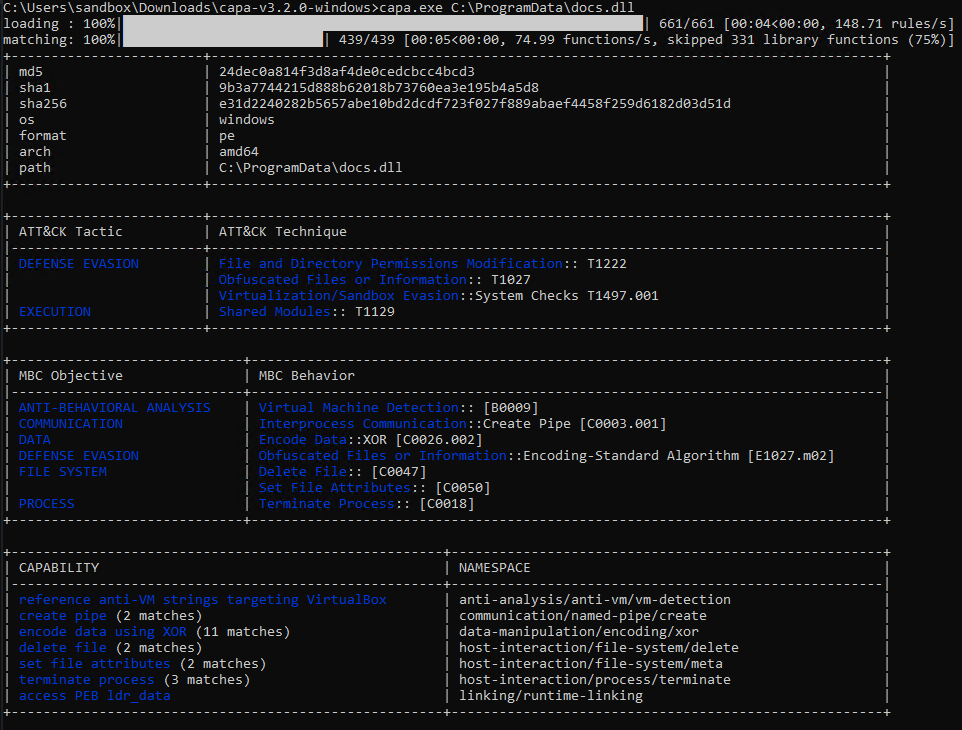 C:\Users\sandbox\Downloads\capa-v3.2.0-windows>capa.exe C:\ProgramData\docs.dll
loading : 100%| | 661/661 [00:04<00:00, 148.71 rules/s]
matching: 100%| | 439/439 [00:05<00:00, 74.99 functions/s, skipped 331 library functions (75%)]
md5 | 24dec0a814f3d8af4de0cedcbcc4bcd3
sha1 | 9b3a7744215d888b62018b73760ea3e195b4a5d8
sha256 | e31d2240282b5657abe10bd2dcdf723f027f889abaef4458f259d6182d03d51d
os | windows
format | pe
arch | amd64
path | C:\ProgramData\docs.dll
ATT&CK Tactic | ATT&CK Technique
DEFENSE EVASION | File and Directory Permissions Modification:: T1222
Obfuscated Files or Information:: T1027
Virtualization/Sandbox Evasion::System Checks T1497.001
EXECUTION | Shared Modules:: T1129
MBC Objective | MBC Behavior
ANTI-BEHAVIORAL ANALYSIS | Virtual Machine Detection:: [B0009]
COMMUNICATION | Interprocess Communication::Create Pipe [C0003.001]
DATA | Encode Data::XOR [C0026.002]
DEFENSE EVASION | Obfuscated Files or Information::Encoding-Standard Algorithm [E1027.m02]
FILE SYSTEM | Delete File:: [C0047]
Set File Attributes:: [C0050]
PROCESS | Terminate Process:: [C0018]
CAPABILITY | NAMESPACE
reference anti-VM strings targeting VirtualBox | anti-analysis/anti-vm/vm-detection
create pipe (2 matches) | communication/named-pipe/create
encode data using XOR (11 matches) | data-manipulation/encoding/xor
delete file (2 matches) | host-interaction/file-system/delete
set file attributes (2 matches) | host-interaction/file-system/meta
terminate process (3 matches) | host-interaction/process/terminate
access PEB ldr_data | linking/runtime-linking